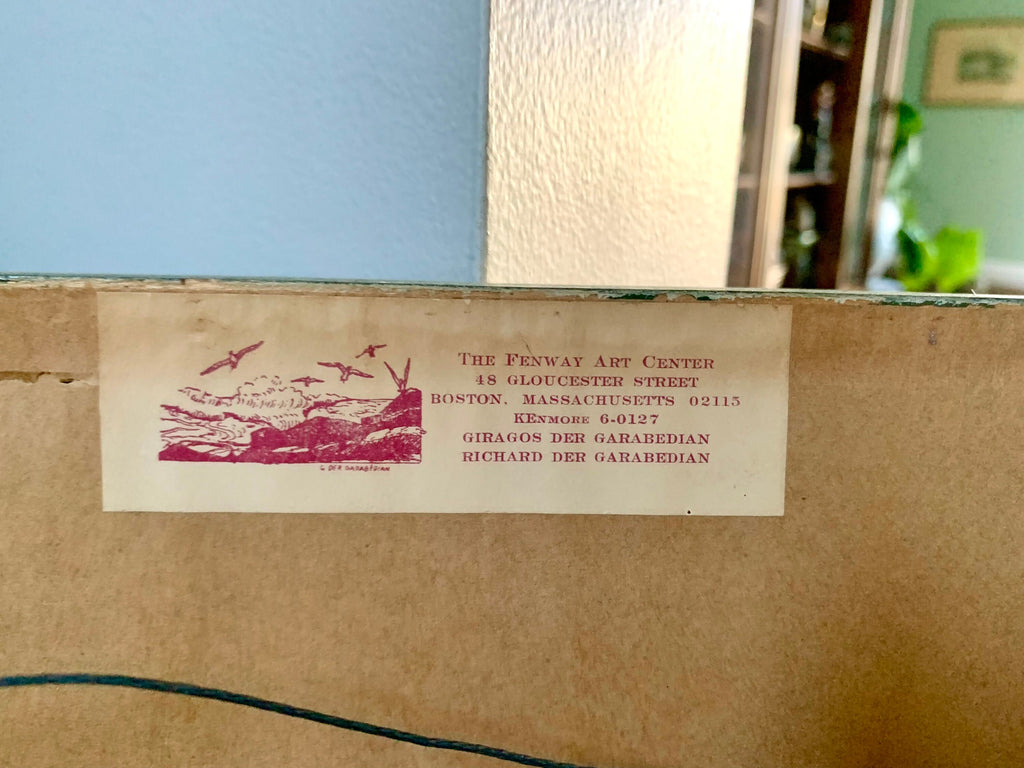 The Fenway Art Center
48 GLOUCESTER STREET
BOSTON, MASSACHUSETTS 02115
KEnmore 6-0127
GIRAGOS DER GARABEDIAN
RICHARD DER GARABEDIAN
G DER GARABEDIAN